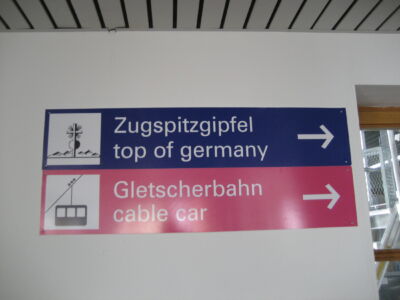 Zugspitzgipfel
top of germany
Gletscherbahn
cable car